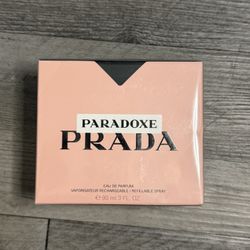 PARADOXE
PRADA
EAU DE PARFUM
VAPORISATEUR RECHARGEABLE / REFILLABLE SPRAY
℮ 90 ml 3 FL. OZ